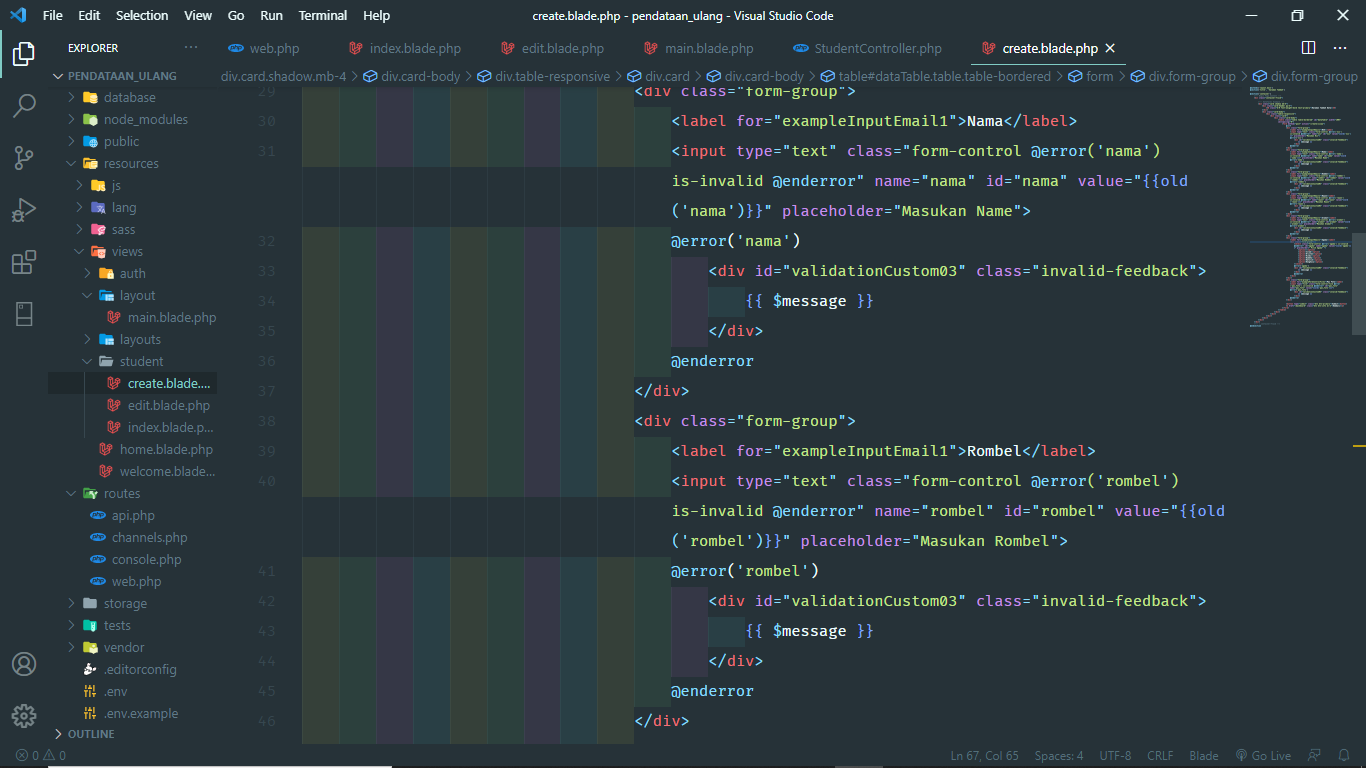 File Edit Selection View Go Run Terminal Help create.blade.php - pendataan_ulang - Visual Studio Code
EXPLORER ··· web.php index.blade.php edit.blade.php main.blade.php StudentController.php create.blade.php
PENDATAAN_ULANG
div.card.shadow.mb-4 > div.card-body > div.table-responsive > div.card > div.card-body > table#dataTable.table.table-bordered > form > div.form-group > div.form-group
database
node_modules
public
resources
js
lang
sass
views
auth
layout
main.blade.php
layouts
student
create.blade....
edit.blade.php
index.blade.p...
home.blade.php
welcome.blade...
routes
api.php
channels.php
console.php
web.php
storage
tests
vendor
.editorconfig
.env
.env.example
OUTLINE
29 <div class="form-group">
30 <label for="exampleInputEmail1">Nama</label>
31 <input type="text" class="form-control @error('nama')
is-invalid @enderror" name="nama" id="nama" value="{{old
('nama')}}" placeholder="Masukan Name">
32 @error('nama')
33 <div id="validationCustom03" class="invalid-feedback">
34 {{ $message }}
35 </div>
36 @enderror
37 </div>
38 <div class="form-group">
39 <label for="exampleInputEmail1">Rombel</label>
40 <input type="text" class="form-control @error('rombel')
is-invalid @enderror" name="rombel" id="rombel" value="{{old
('rombel')}}" placeholder="Masukan Rombel">
41 @error('rombel')
42 <div id="validationCustom03" class="invalid-feedback">
43 {{ $message }}
44 </div>
45 @enderror
46 </div>
0 0 Ln 67, Col 65 Spaces: 4 UTF-8 CRLF Blade Go Live